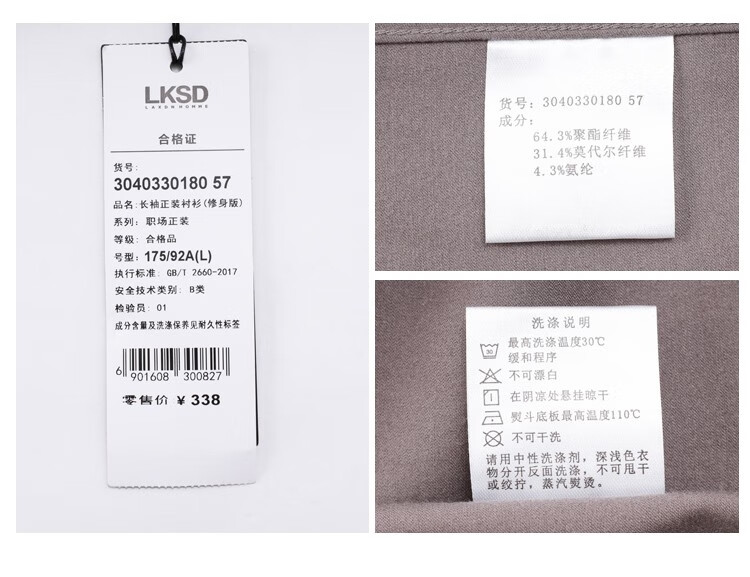 LKSD
LAXDN HOMME
合格证
货号:
3040330180 57
品名: 长袖正装衬衫(修身版)
系列: 职场正装
等级: 合格品
号型: 175/92A(L)
执行标准: GB/T 2660-2017
安全技术类别: B类
检验员: 01
成分含量及洗涤保养见耐久性标签
6 901608 300827
零售价 ¥ 338
货号: 3040330180 57
成分:
64.3%聚酯纤维
31.4%莫代尔纤维
4.3%氨纶
洗涤说明
30
最高洗涤温度30℃
缓和程序
不可漂白
在阴凉处悬挂晾干
熨斗底板最高温度110℃
不可干洗
请用中性洗涤剂，深浅色衣
物分开反面洗涤，不可甩干
或绞拧，蒸汽熨烫。